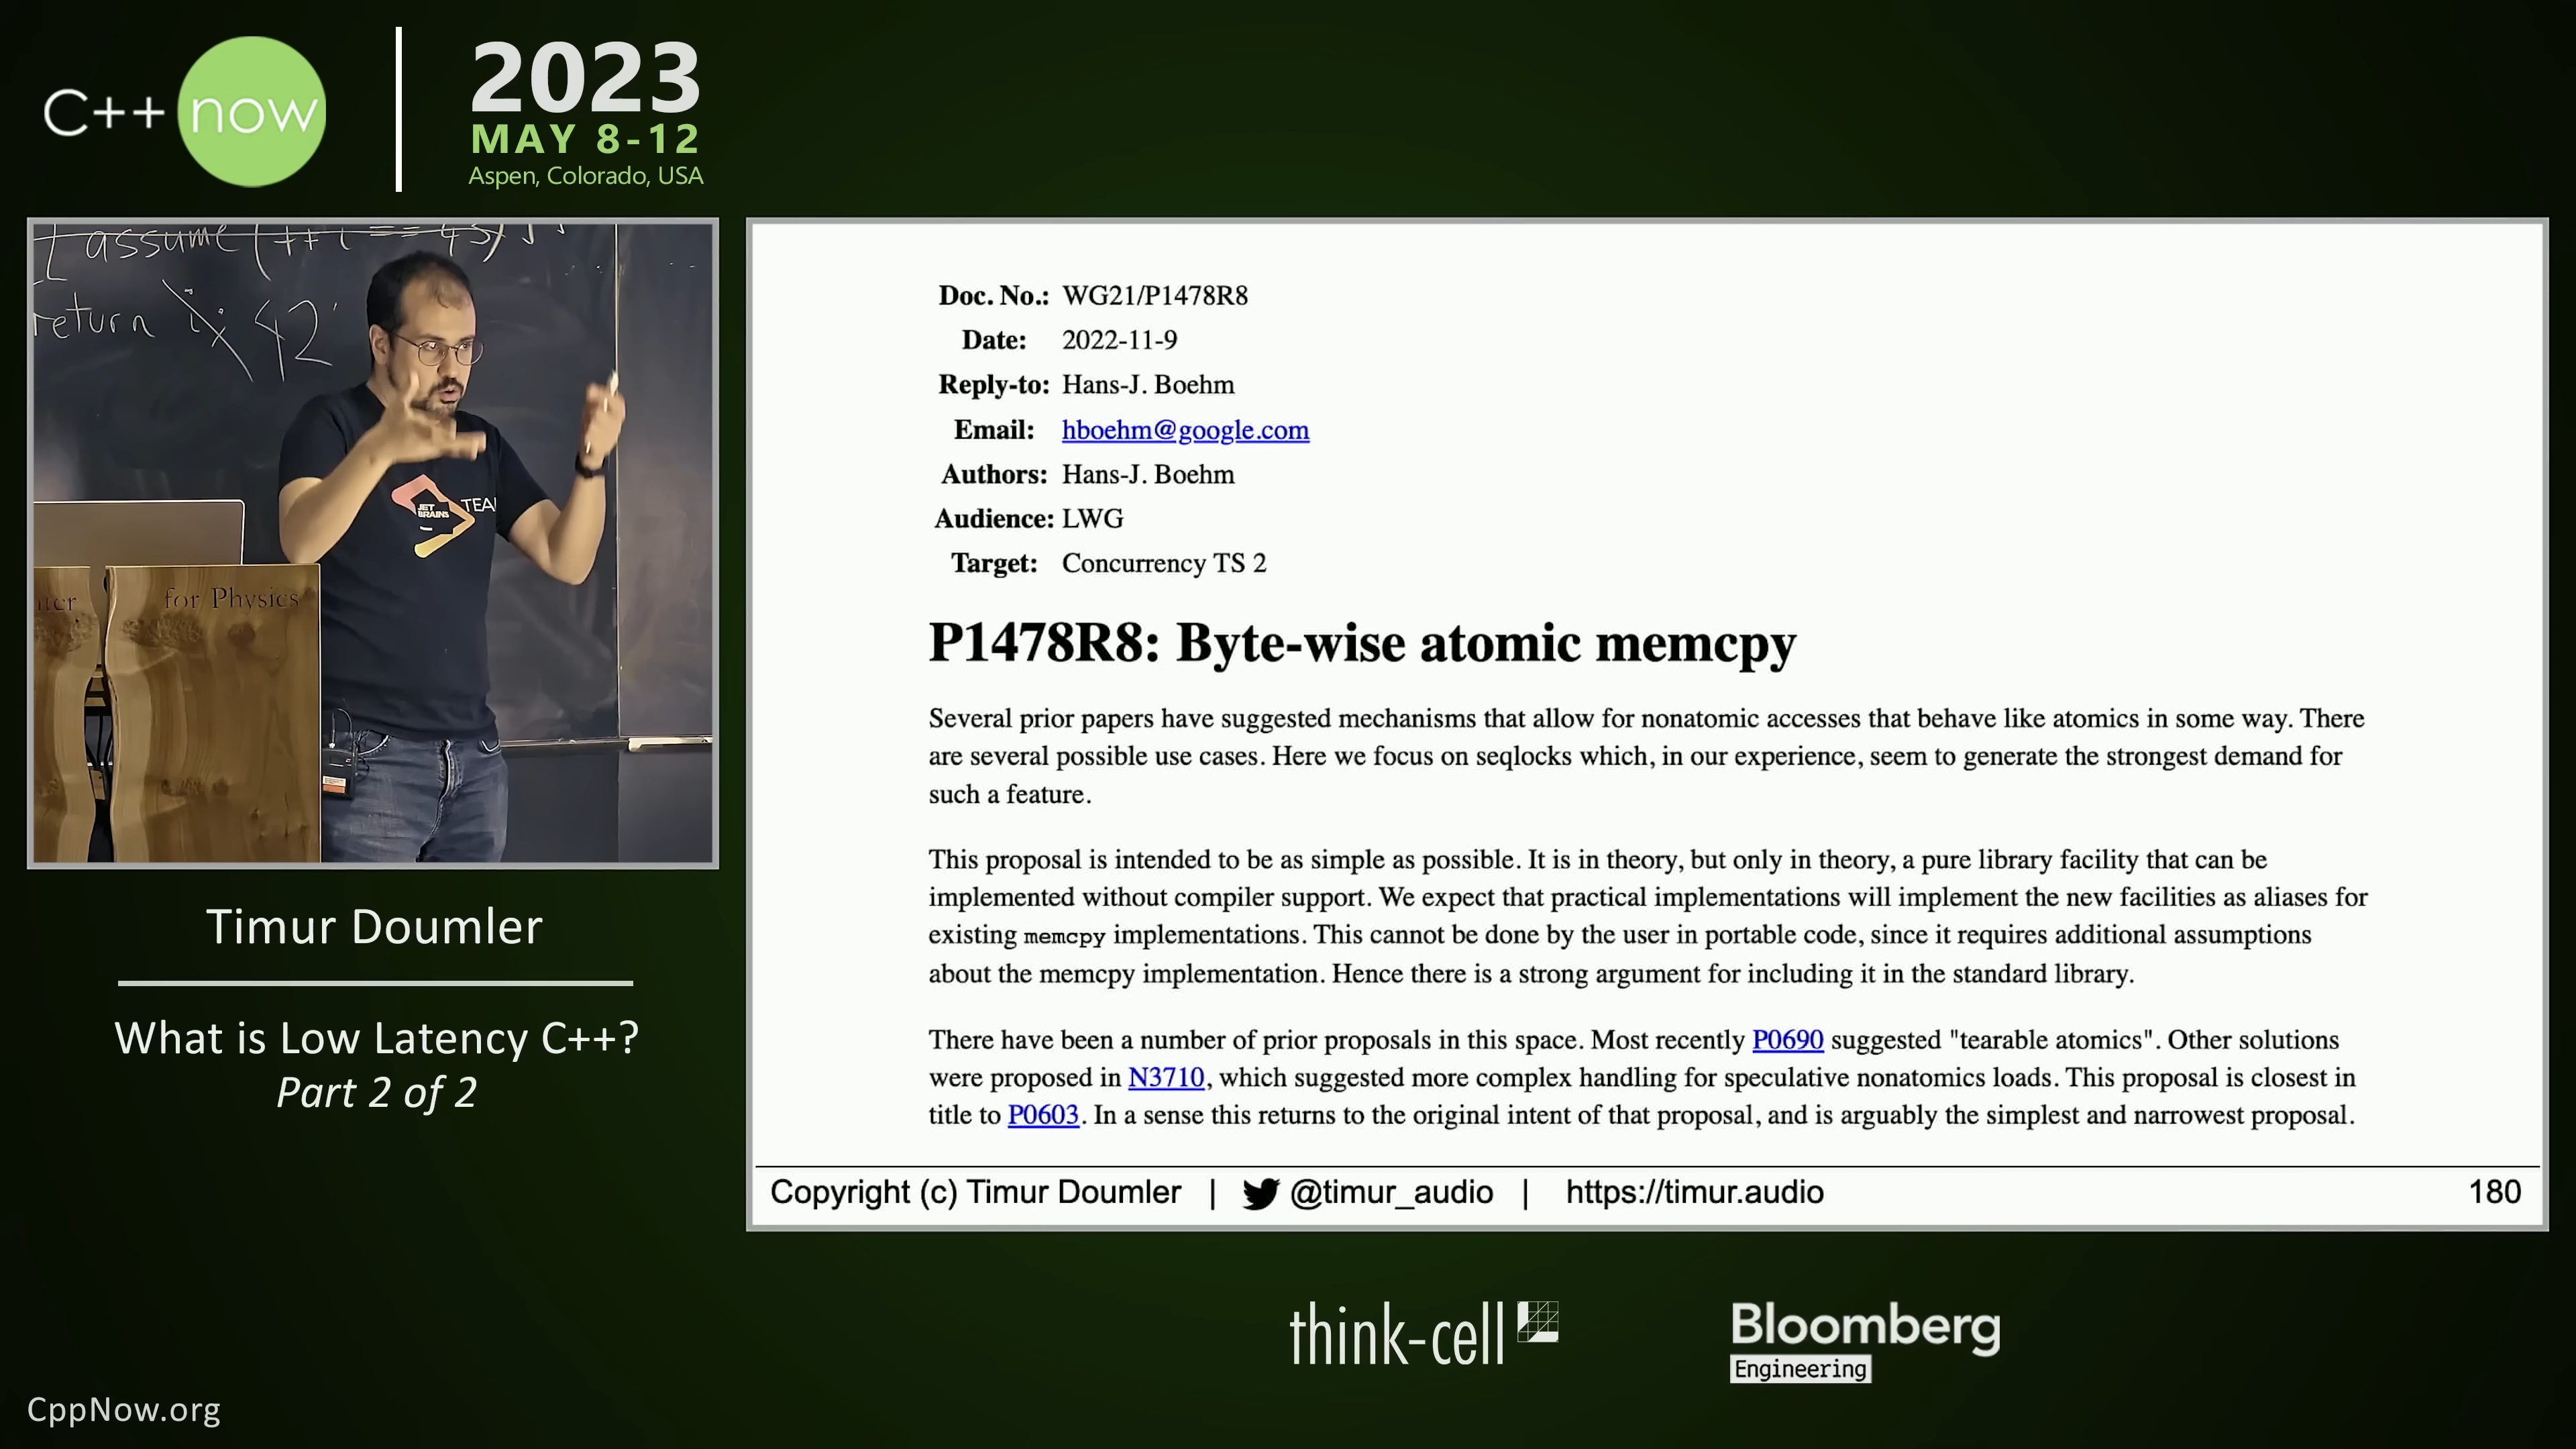 C++ now
2023
MAY 8-12
Aspen, Colorado, USA
assume (++i == 43)
return i 42
JET
BRAINS
TEA
for Physics
Timur Doumler
What is Low Latency C++?
Part 2 of 2
Doc. No.: WG21/P1478R8
Date: 2022-11-9
Reply-to: Hans-J. Boehm
Email: hboehm@google.com
Authors: Hans-J. Boehm
Audience: LWG
Target: Concurrency TS 2
P1478R8: Byte-wise atomic memcpy
Several prior papers have suggested mechanisms that allow for nonatomic accesses that behave like atomics in some way. There
are several possible use cases. Here we focus on seqlocks which, in our experience, seem to generate the strongest demand for
such a feature.
This proposal is intended to be as simple as possible. It is in theory, but only in theory, a pure library facility that can be
implemented without compiler support. We expect that practical implementations will implement the new facilities as aliases for
existing memcpy implementations. This cannot be done by the user in portable code, since it requires additional assumptions
about the memcpy implementation. Hence there is a strong argument for including it in the standard library.
There have been a number of prior proposals in this space. Most recently P0690 suggested "tearable atomics". Other solutions
were proposed in N3710, which suggested more complex handling for speculative nonatomics loads. This proposal is closest in
title to P0603. In a sense this returns to the original intent of that proposal, and is arguably the simplest and narrowest proposal.
Copyright (c) Timur Doumler | @timur_audio | https://timur.audio 180
think-cell
Bloomberg
Engineering
CppNow.org